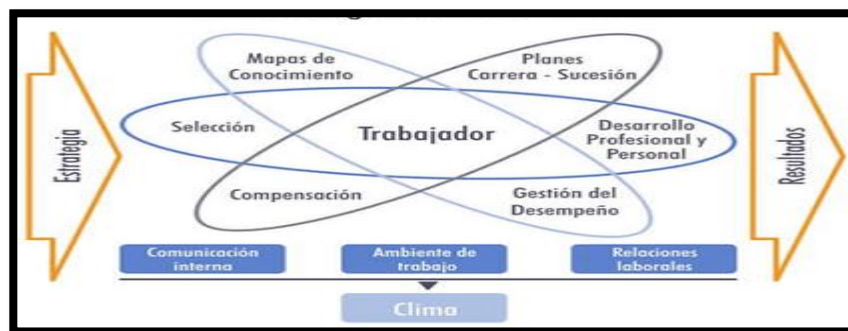 Mapas de
Conocimiento
Planes
Carrera - Sucesión
Estrategia
Selección
Trabajador
Desarrollo
Profesional y
Personal
Resultados
Compensación
Gestión del
Desempeño
Comunicación
interna
Ambiente de
trabajo
Relaciones
laborales
Clima